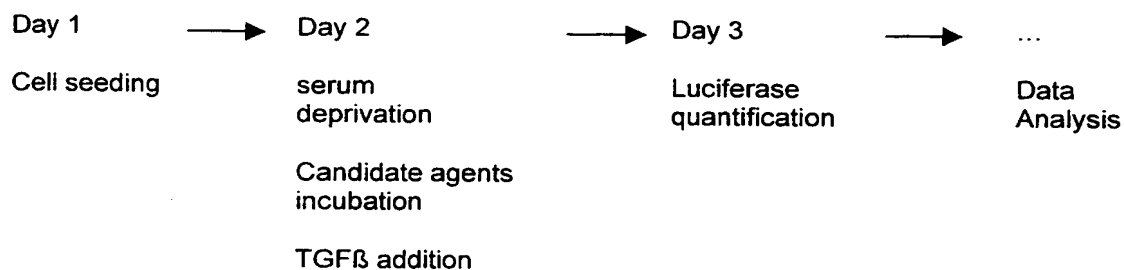 Day 1
Cell seeding
Day 2
serum
deprivation
Candidate agents
incubation
TGFß addition
Day 3
Luciferase
quantification
...
Data
Analysis